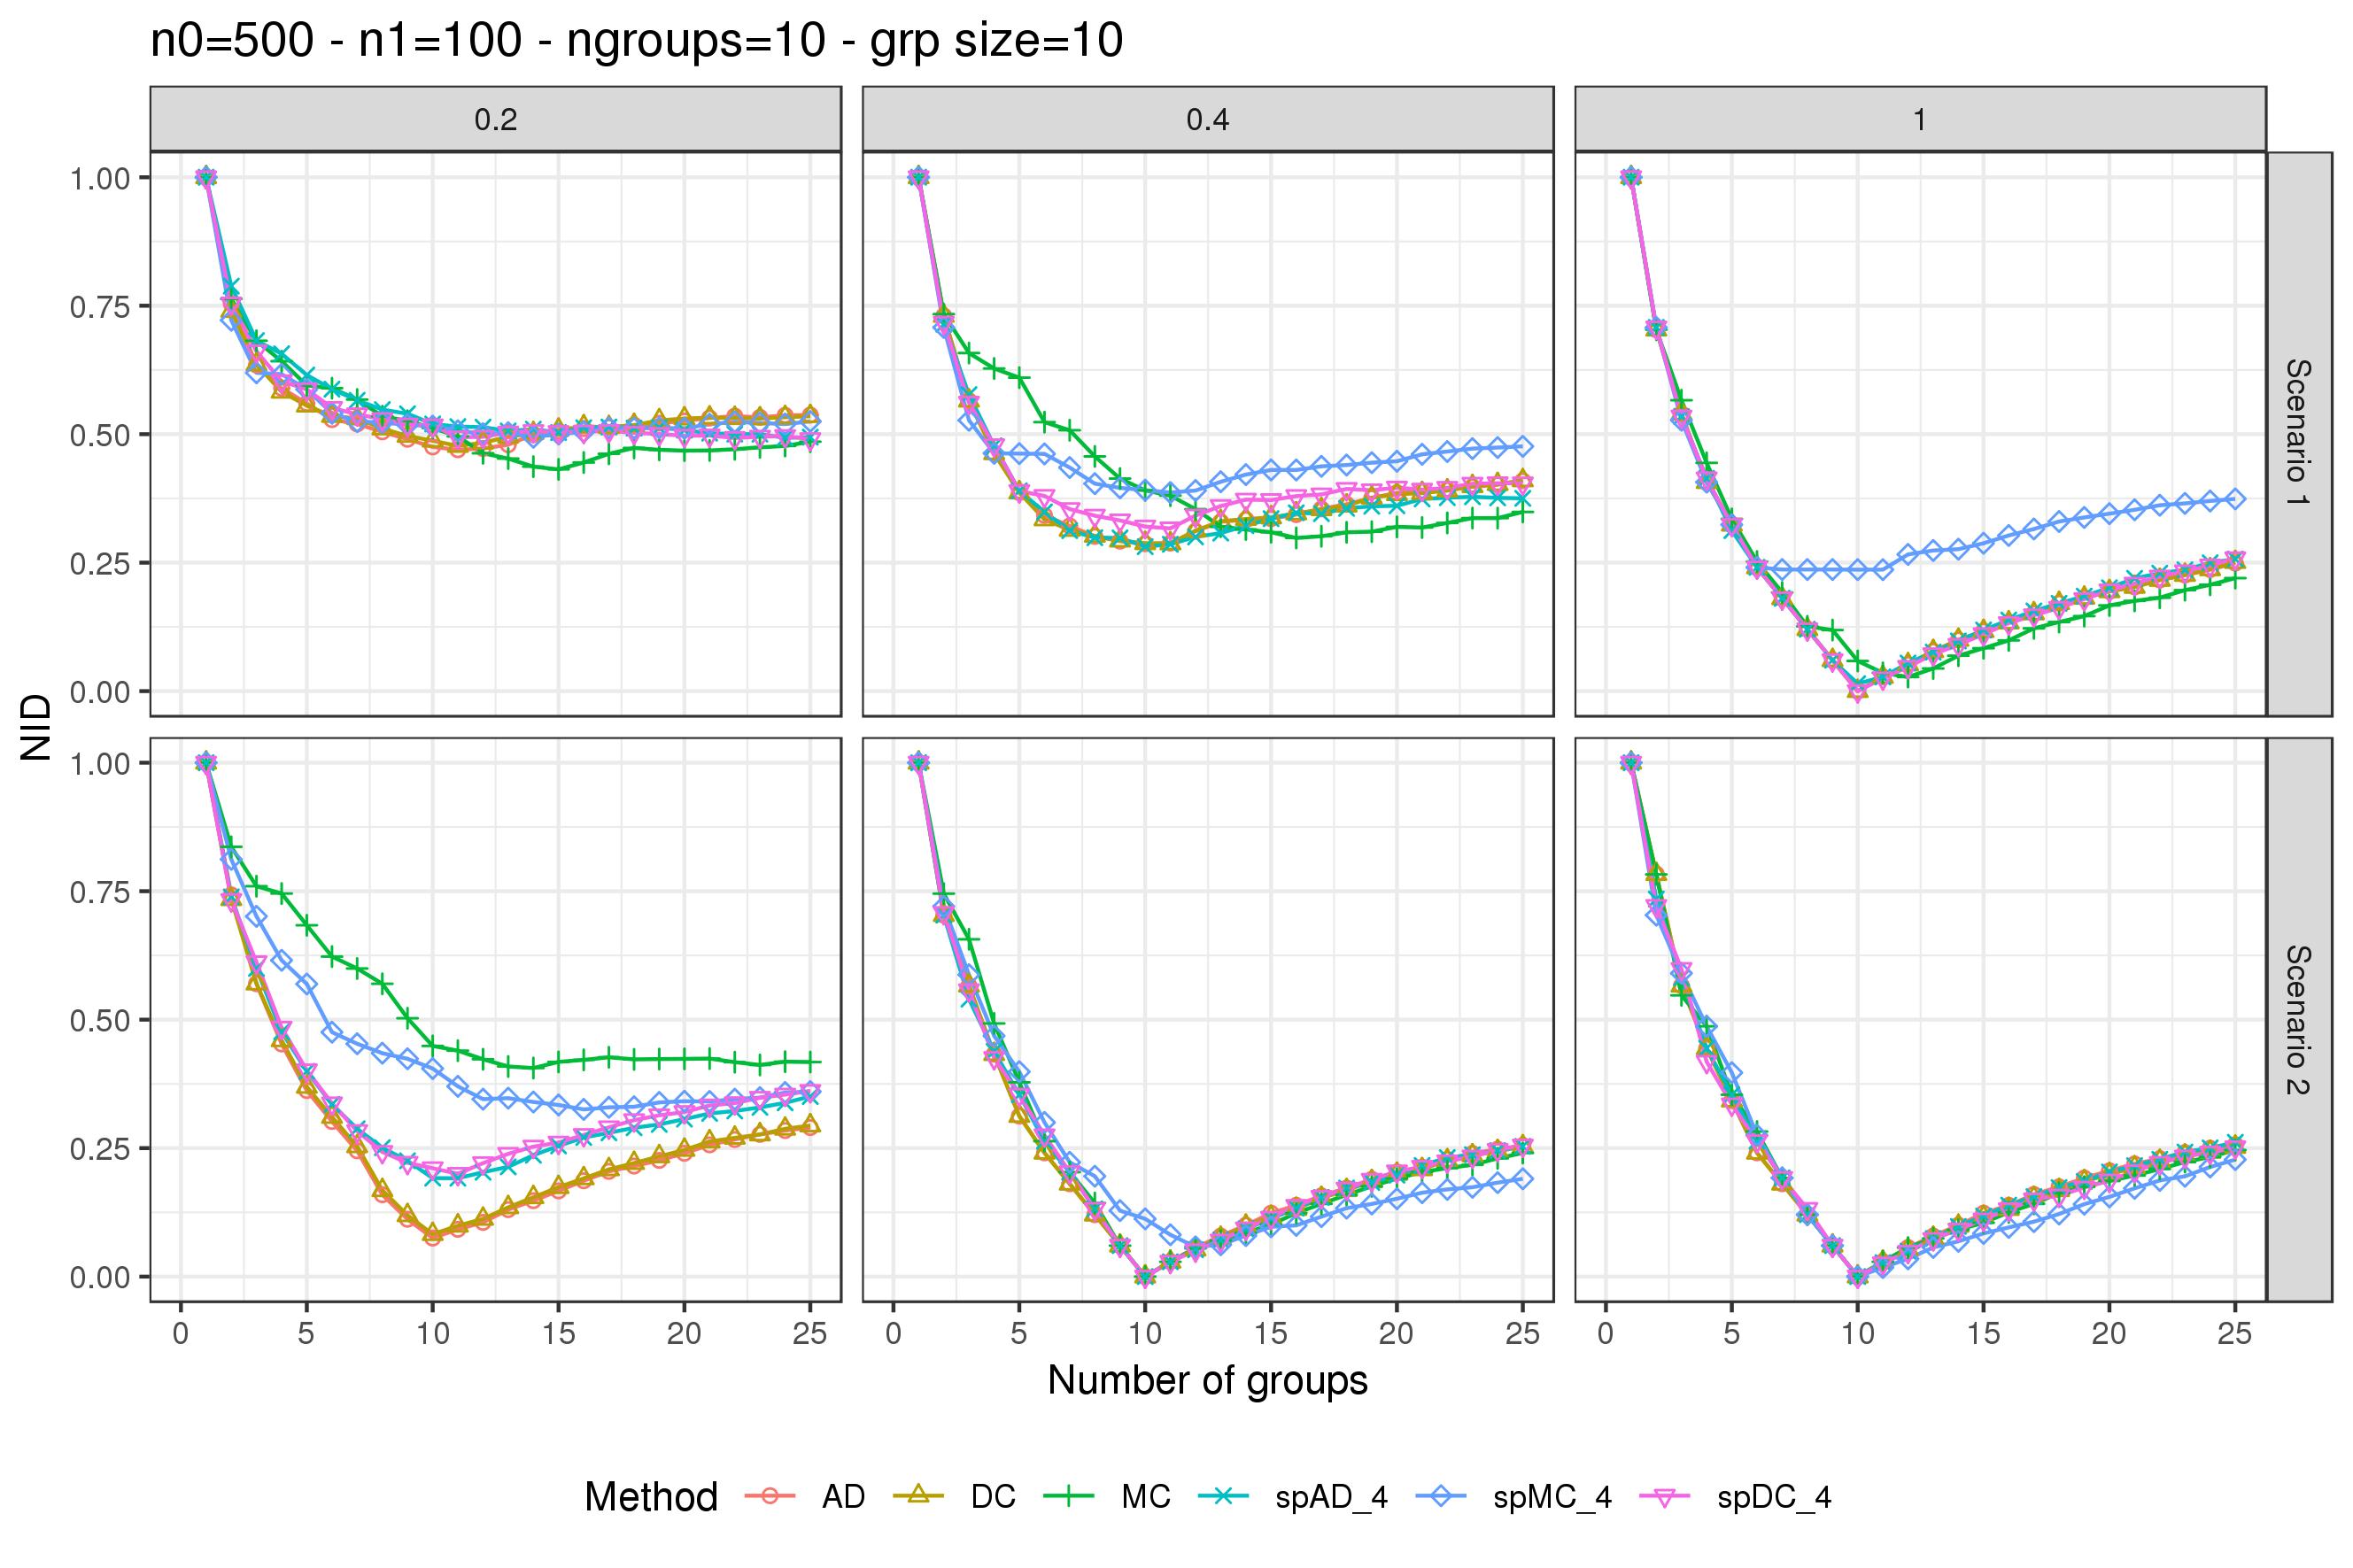 n0=500 - n1=100 - ngroups=10 - grp size=10
0.2 0.4 1
1.00
0.75
0.50
0.25
0.00
Scenario 1
NID
1.00
0.75
0.50
0.25
0.00
Scenario 2
0 5 10 15 20 25 0 5 10 15 20 25 0 5 10 15 20 25
Number of groups
Method AD DC MC spAD_4 spMC_4 spDC_4